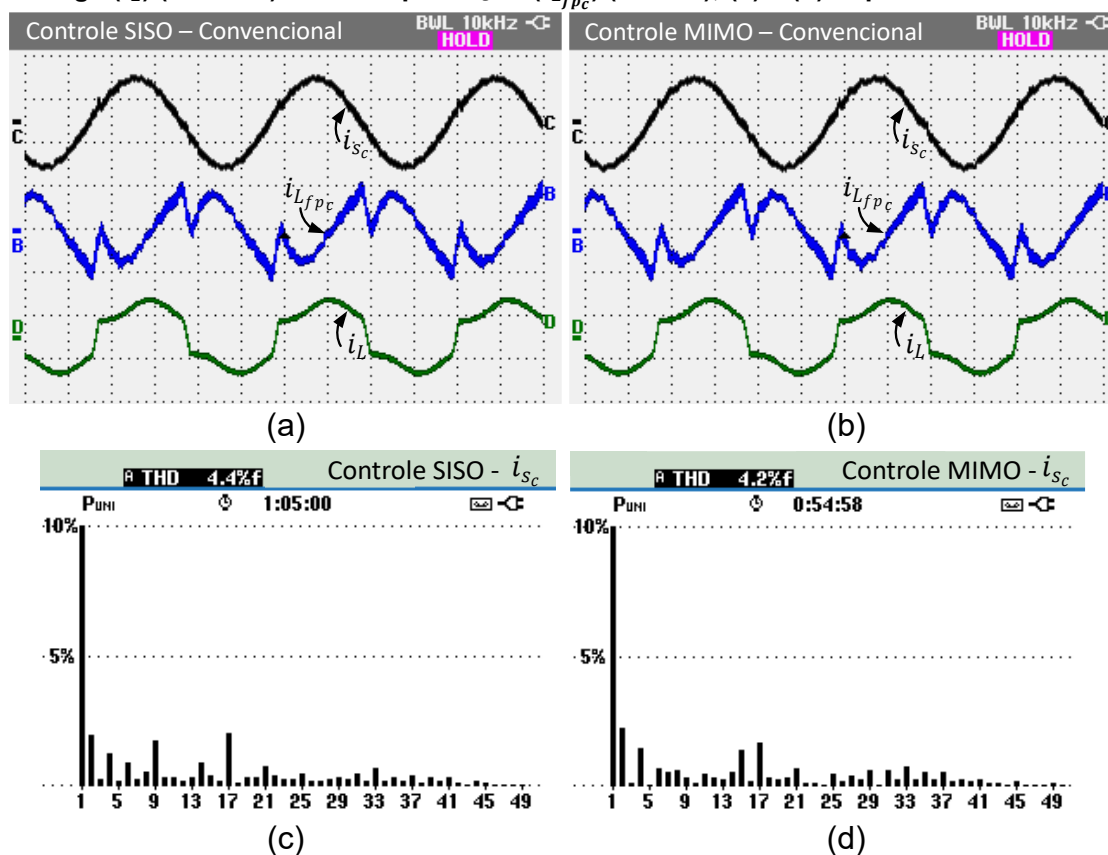 Controle SISO – Convencional
BWL 10kHz
HOLD
C
C
i_{s_c}
i_{L_{fp_c}}
B
B
D
D
i_L
(a)
Controle MIMO – Convencional
BWL 10kHz
HOLD
C
i_{s_c}
i_{L_{fp_c}}
B
D
i_L
(b)
A THD 4.4%f
Controle SISO - i_{s_c}
PUNI
1:05:00
10%
5%
1 5 9 13 17 21 25 29 33 37 41 45 49
(c)
A THD 4.2%f
Controle MIMO - i_{s_c}
PUNI
0:54:58
10%
5%
1 5 9 13 17 21 25 29 33 37 41 45 49
(d)